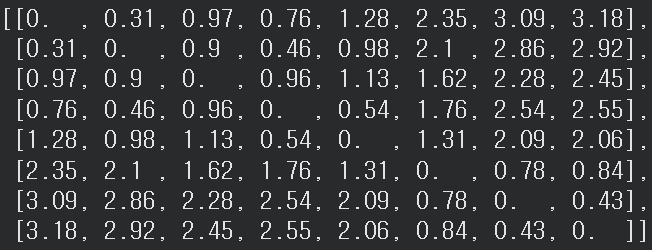 [[0.  , 0.31, 0.97, 0.76, 1.28, 2.35, 3.09, 3.18],
 [0.31, 0.  , 0.9 , 0.46, 0.98, 2.1 , 2.86, 2.92],
 [0.97, 0.9 , 0.  , 0.96, 1.13, 1.62, 2.28, 2.45],
 [0.76, 0.46, 0.96, 0.  , 0.54, 1.76, 2.54, 2.55],
 [1.28, 0.98, 1.13, 0.54, 0.  , 1.31, 2.09, 2.06],
 [2.35, 2.1 , 1.62, 1.76, 1.31, 0.  , 0.78, 0.84],
 [3.09, 2.86, 2.28, 2.54, 2.09, 0.78, 0.  , 0.43],
 [3.18, 2.92, 2.45, 2.55, 2.06, 0.84, 0.43, 0.  ]]